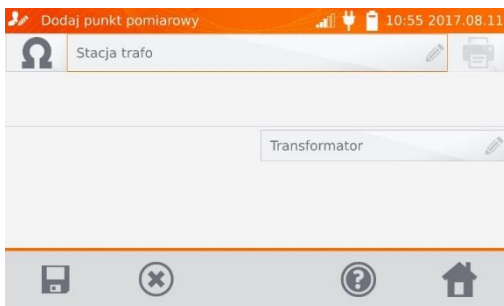 Dodaj punkt pomiarowy 10:55 2017.08.11
Ω Stacja trafo
Transformator